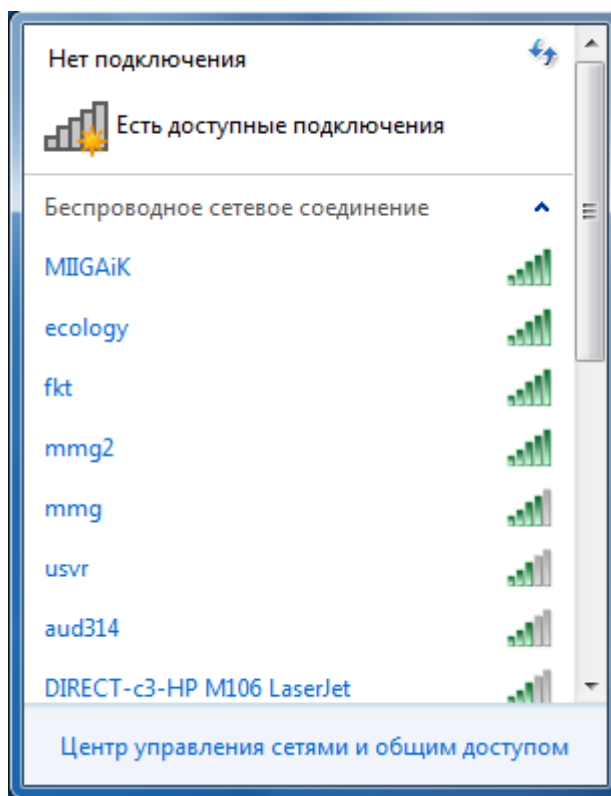 Нет подключения
Есть доступные подключения
Беспроводное сетевое соединение
MIIGAiK
ecology
fkt
mmg2
mmg
usvr
aud314
DIRECT-c3-HP M106 LaserJet
Центр управления сетями и общим доступом